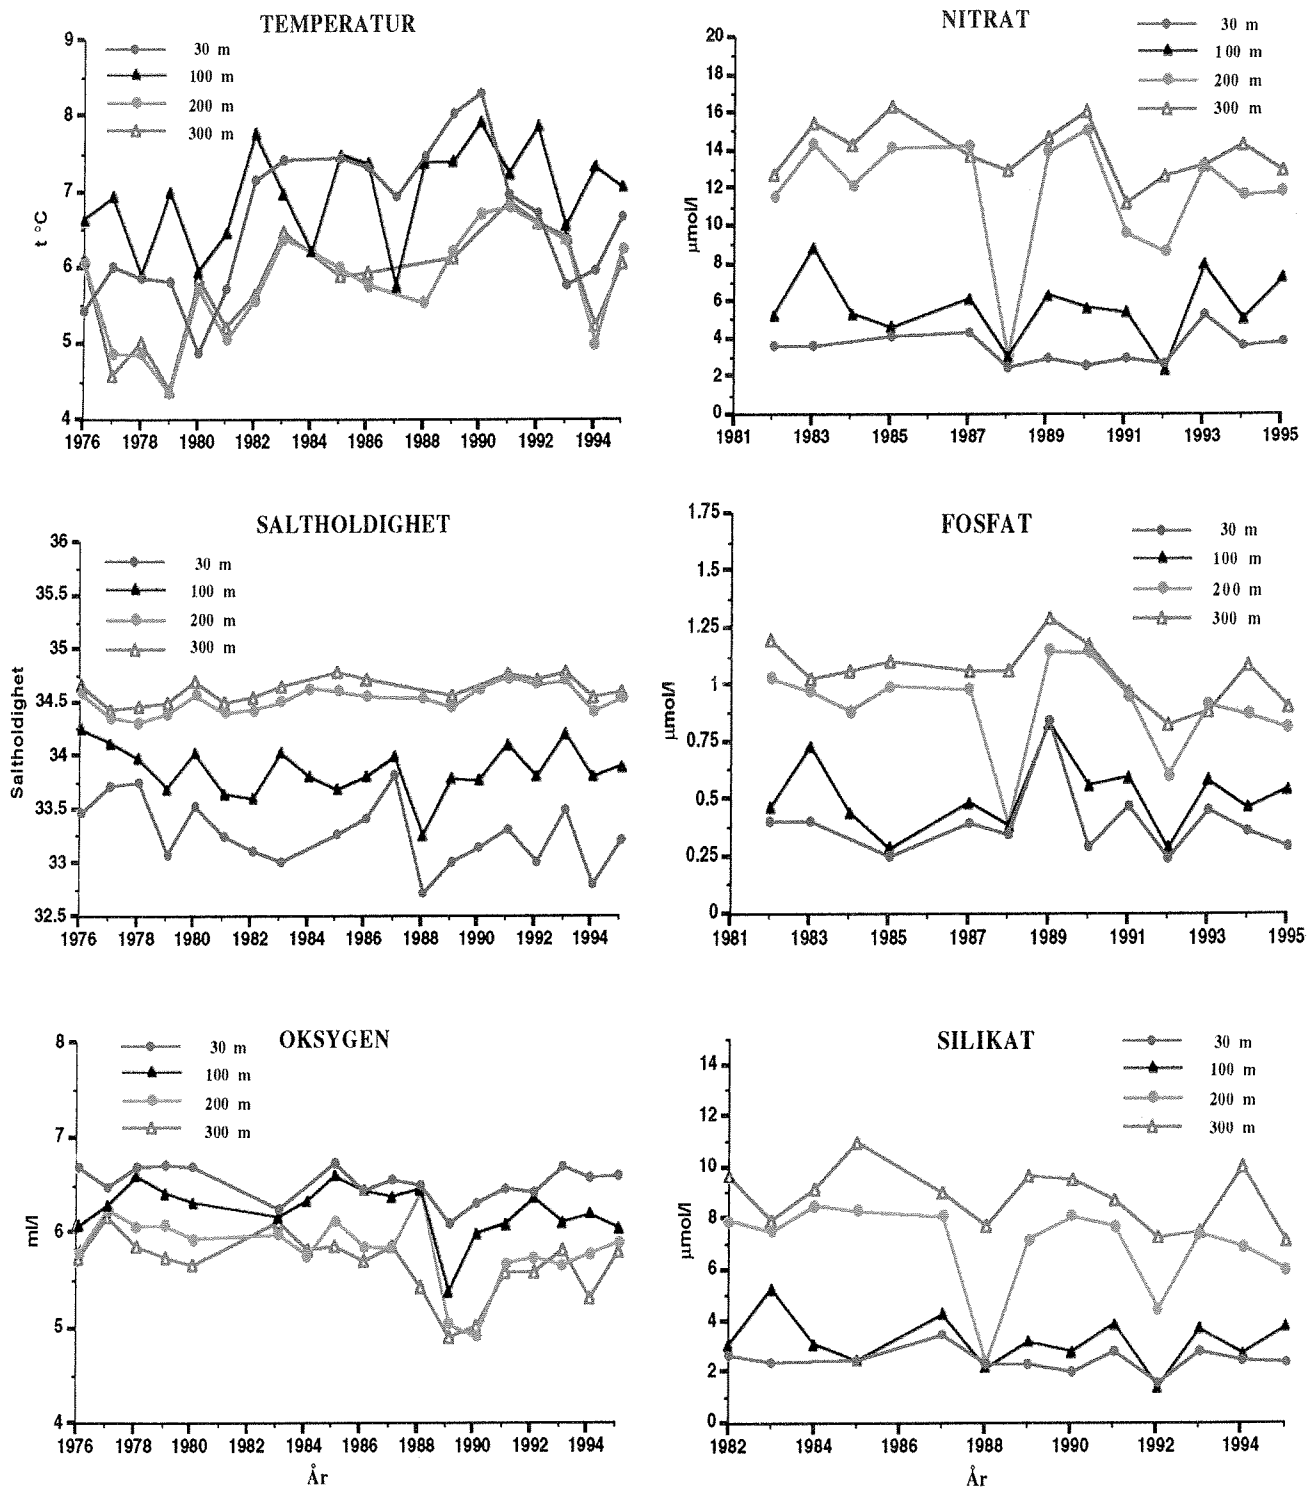 TEMPERATUR
30 m
100 m
200 m
300 m
9
8
7
6
5
4
t °C
1976 1978 1980 1982 1984 1986 1988 1990 1992 1994
NITRAT
30 m
100 m
200 m
300 m
20
18
16
14
12
10
8
6
4
2
0
µmol/l
1981 1983 1985 1987 1989 1991 1993 1995
SALTHOLDIGHET
30 m
100 m
200 m
300 m
36
35.5
35
34.5
34
33.5
33
32.5
Saltholdighet
1976 1978 1980 1982 1984 1986 1988 1990 1992 1994
FOSFAT
30 m
100 m
200 m
300 m
1.75
1.5
1.25
1
0.75
0.5
0.25
0
µmol/l
1981 1983 1985 1987 1989 1991 1993 1995
OKSYGEN
30 m
100 m
200 m
300 m
8
7
6
5
4
ml/l
1976 1978 1980 1982 1984 1986 1988 1990 1992 1994
År
SILIKAT
30 m
100 m
200 m
300 m
14
12
10
8
6
4
2
0
µmol/l
1982 1984 1986 1988 1990 1992 1994
År